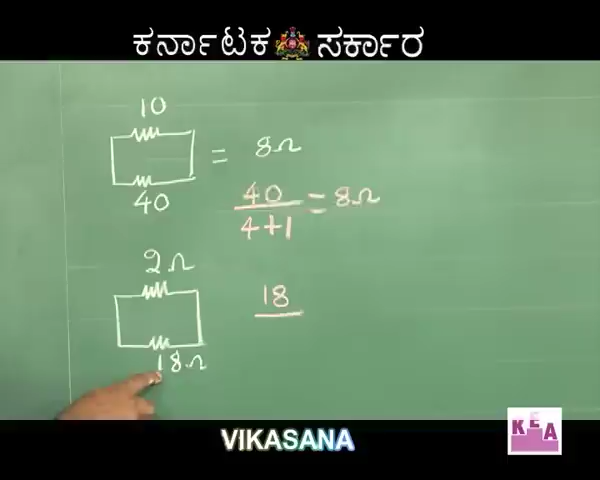 ಕರ್ನಾಟಕ ಸರ್ಕಾರ
10
= 8Ω
40
40/4+1 = 8Ω
2Ω
18
18Ω
KEA
VIKASANA